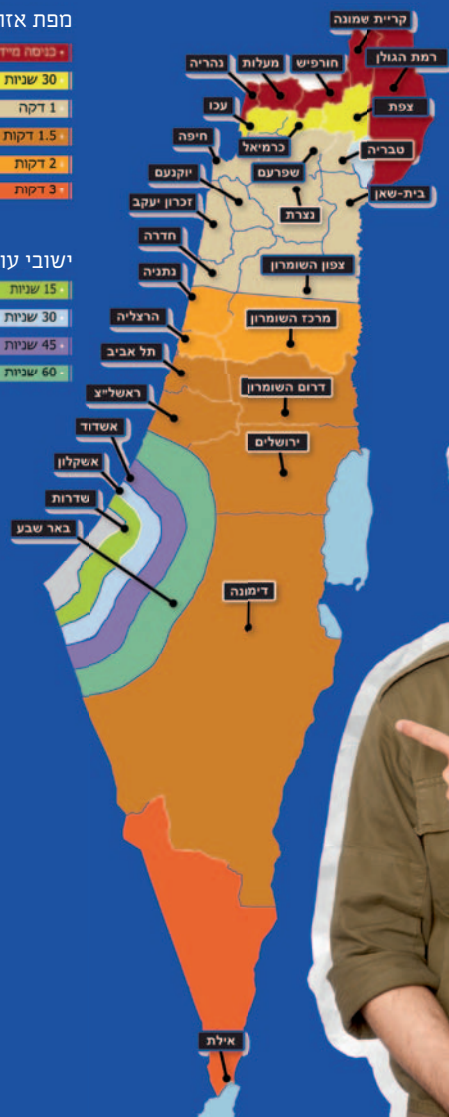 מפת אזו
כניסה מייד
30 שניות
1 דקה
1.5 דקות
2 דקות
3 דקות
ישובי עו
15 שניות
30 שניות
45 שניות
60 שניות
קריית שמונה
רמת הגולן
חורפיש
מעלות
נהריה
עכו
צפת
כרמיאל
חיפה
טבריה
שפרעם
יוקנעם
בית-שאן
זכרון יעקב
נצרת
חדרה
צפון השומרון
נתניה
מרכז השומרון
הרצליה
תל אביב
דרום השומרון
ראשל"צ
אשדוד
ירושלים
אשקלון
שדרות
באר שבע
דימונה
אילת